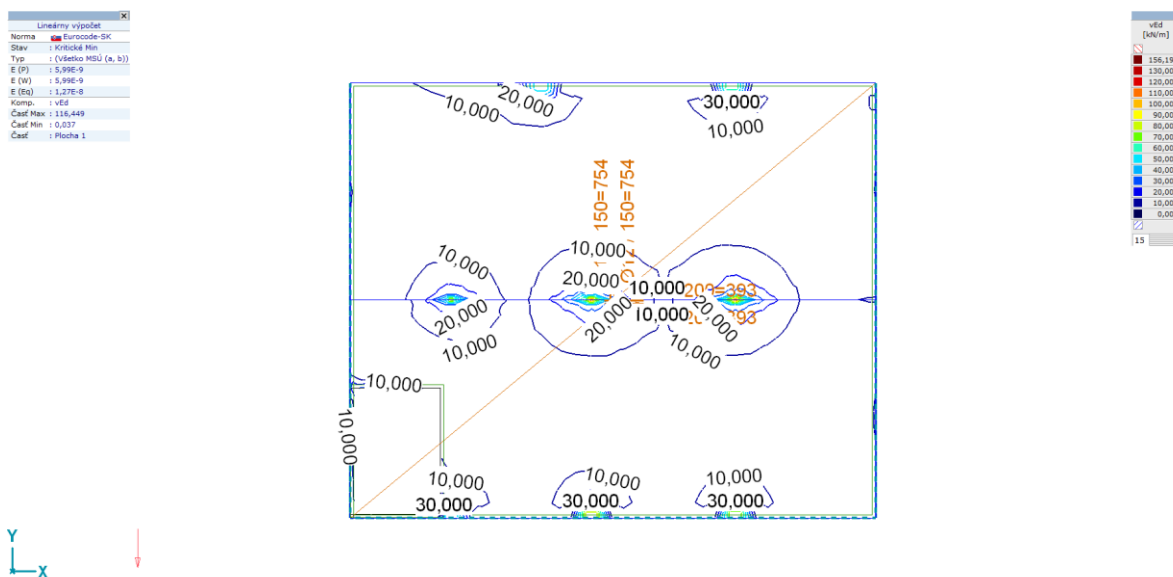 Lineárny výpočet
Norma Eurocode-SK
Stav : Kritické Min
Typ : (Všetko MSÚ (a, b))
E (P) : 5,99E-9
E (W) : 5,99E-9
E (Eq) : 1,27E-8
Komp. : vEd
Časť Max : 116,449
Časť Min : 0,037
Časť : Plocha 1
vEd
[kN/m]
156,19
130,00
120,00
110,00
100,00
90,00
80,00
70,00
60,00
50,00
40,00
30,00
20,00
10,00
0,00
15
10,000
20,000
30,000
10,000
150=754
150=754
10,000
20,000
10,000
10,000
20,000
20,000
10,000
10,000
20,000
10,000
10,000
10,000
10,000
30,000
10,000
30,000
10,000
30,000
Y
X